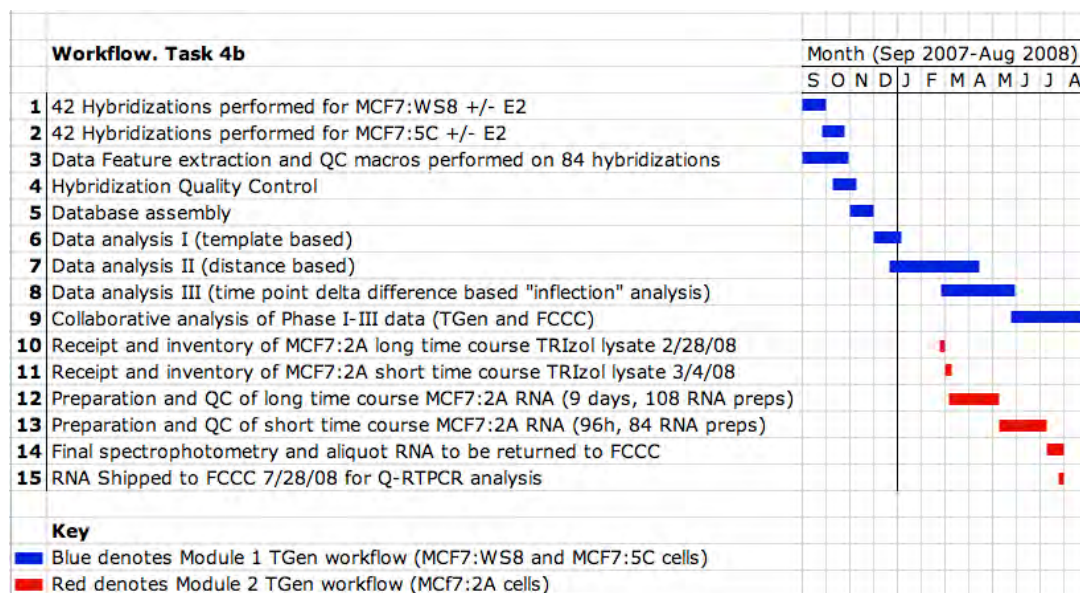 Workflow. Task 4b Month (Sep 2007-Aug 2008)
S O N D J F M A M J J A
1 42 Hybridizations performed for MCF7:WS8 +/- E2
2 42 Hybridizations performed for MCF7:5C +/- E2
3 Data Feature extraction and QC macros performed on 84 hybridizations
4 Hybridization Quality Control
5 Database assembly
6 Data analysis I (template based)
7 Data analysis II (distance based)
8 Data analysis III (time point delta difference based "inflection" analysis)
9 Collaborative analysis of Phase I-III data (TGen and FCCC)
10 Receipt and inventory of MCF7:2A long time course TRIzol lysate 2/28/08
11 Receipt and inventory of MCF7:2A short time course TRIzol lysate 3/4/08
12 Preparation and QC of long time course MCF7:2A RNA (9 days, 108 RNA preps)
13 Preparation and QC of short time course MCF7:2A RNA (96h, 84 RNA preps)
14 Final spectrophotometry and aliquot RNA to be returned to FCCC
15 RNA Shipped to FCCC 7/28/08 for Q-RTPCR analysis
Key
Blue denotes Module 1 TGen workflow (MCF7:WS8 and MCF7:5C cells)
Red denotes Module 2 TGen workflow (MCf7:2A cells)